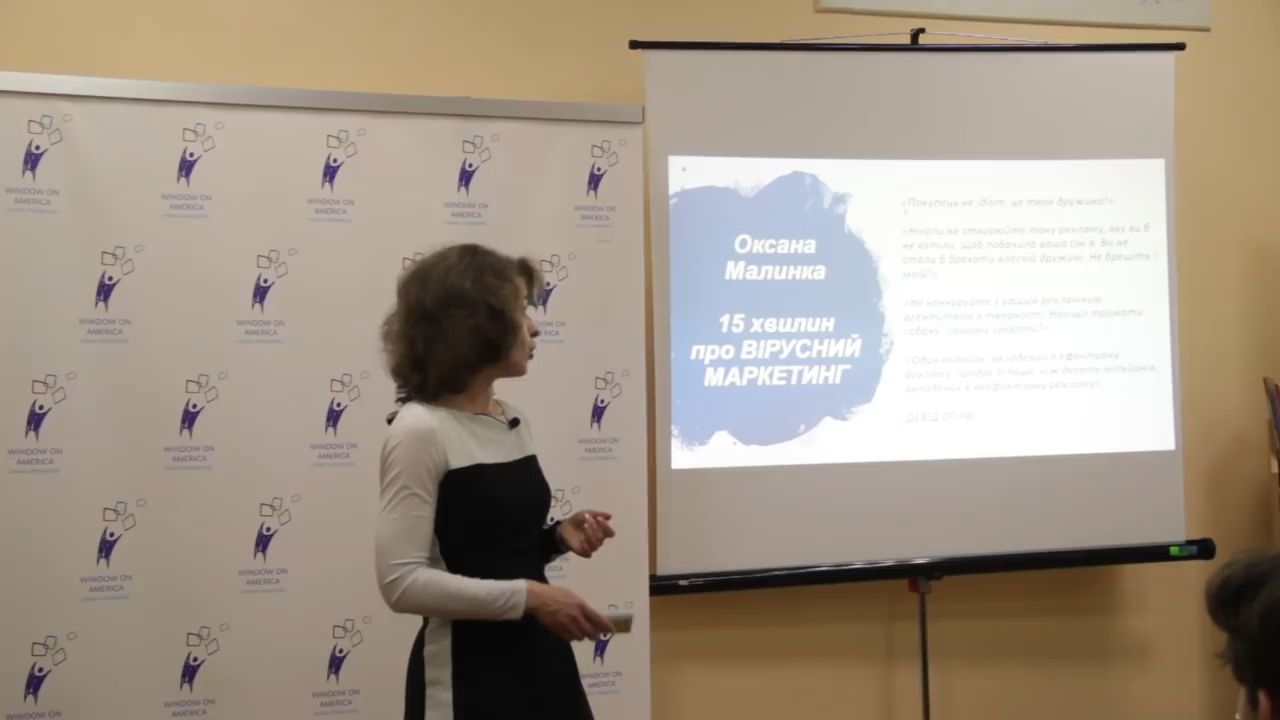 WINDOW ON
AMERICA
Оксана
Малинка
15 хвилин
про ВІРУСНИЙ
МАРКЕТИНГ
«Покупець не ідіот, це твоя дружина!»
«Ніколи не створюйте таку рекламу, яку ви б
не хотіли, щоб побачила ваша сім'я. Ви не
стали б брехати власній дружині. Не брешіть і
моїй!»
«Не конкуруйте з вашим рекламним
агентством в творчості. Навіщо тримати
собаку - самому гавкати?»
«Один мільйон, вкладений в ефективну
рекламу, продає більше, ніж десять мільйонів,
вкладених в неефективну рекламу».
ДЕВІД ОГІЛВІ